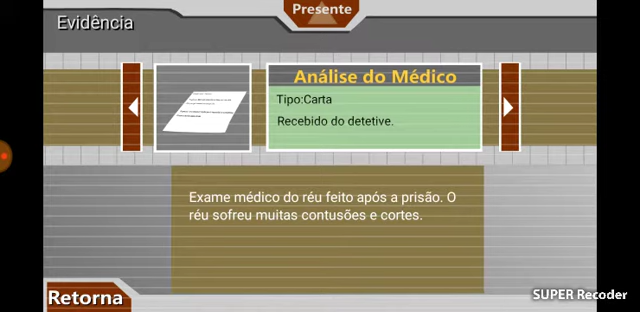 Presente
Evidência
Análise do Médico
Tipo:Carta
Recebido do detetive.
Exame médico do réu feito após a prisão. O
réu sofreu muitas contusões e cortes.
Retorna
SUPER Recoder